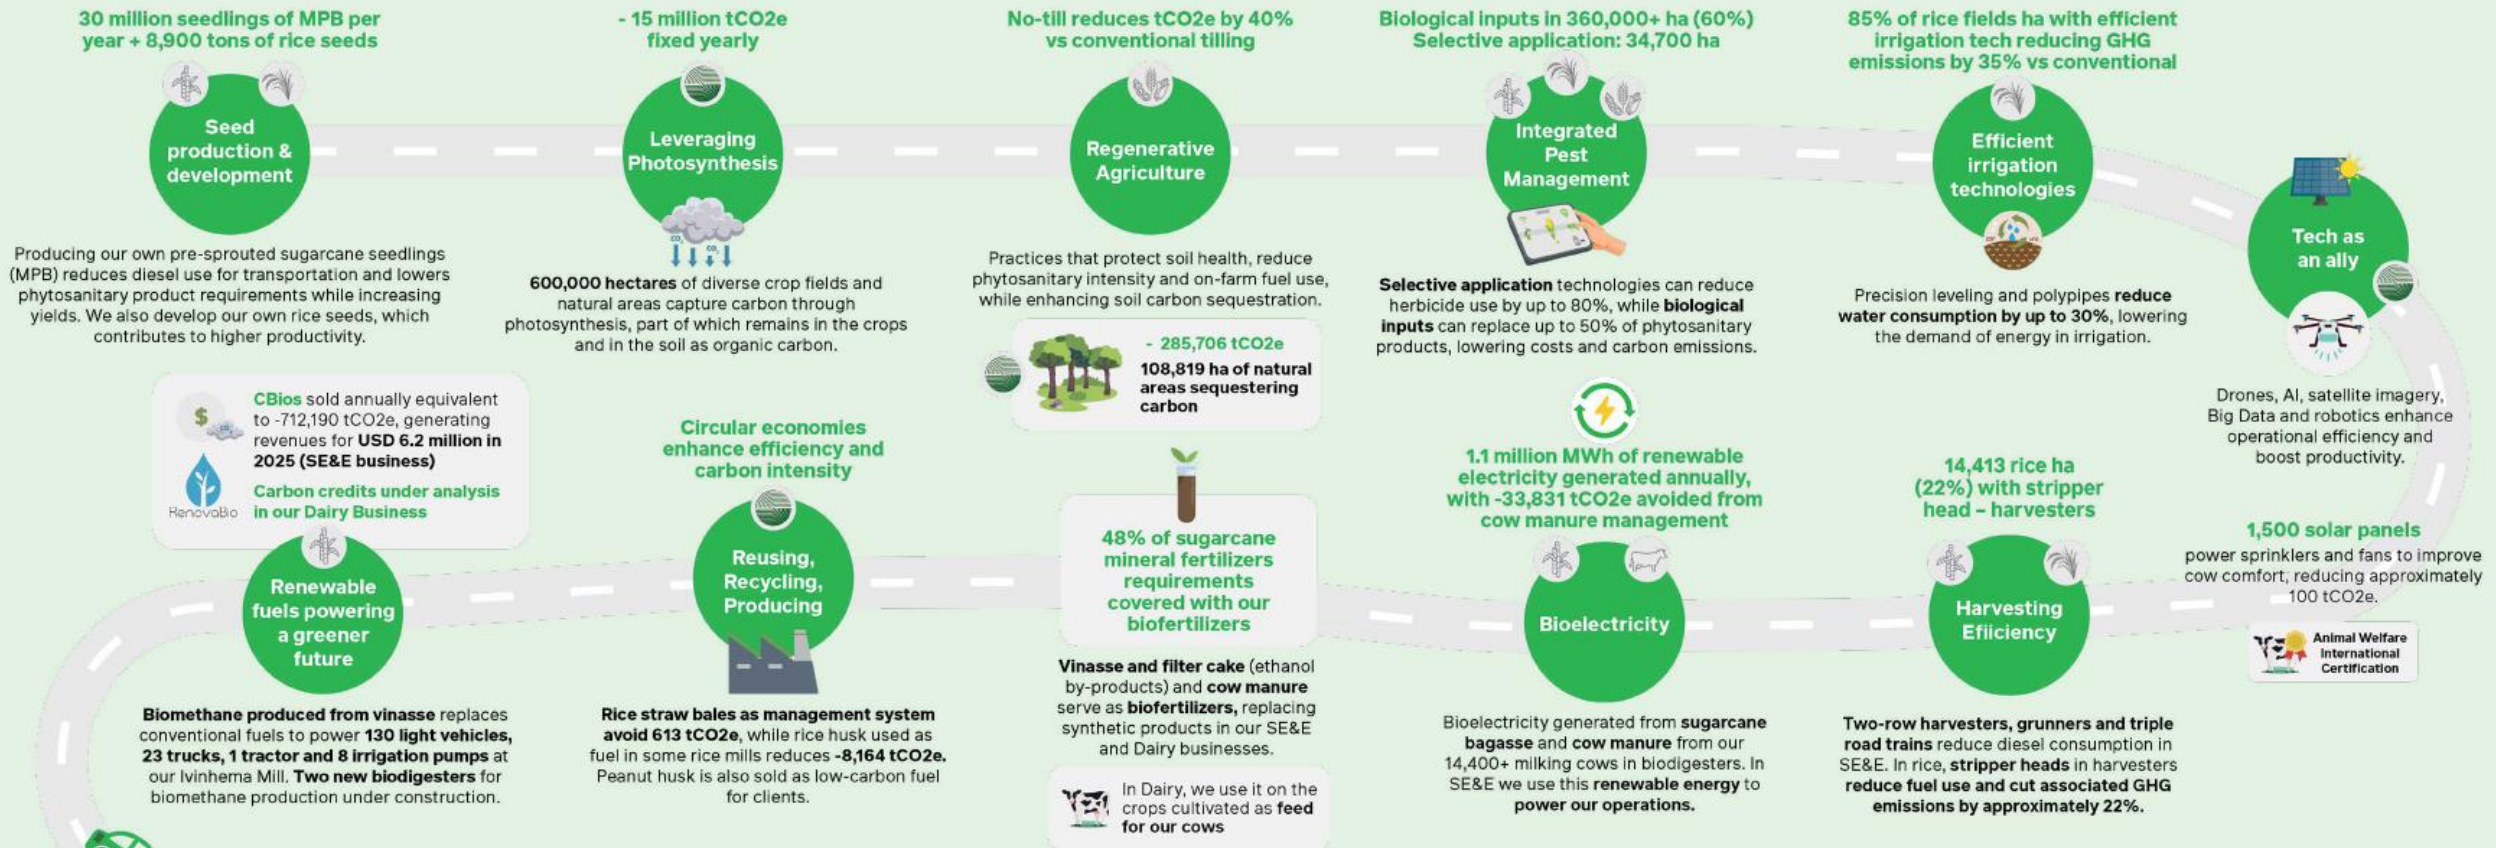 30 million seedlings of MPB per
year + 8,900 tons of rice seeds
Seed
production &
development
Producing our own pre-sprouted sugarcane seedlings
(MPB) reduces diesel use for transportation and lowers
phytosanitary product requirements while increasing
yields. We also develop our own rice seeds, which
contributes to higher productivity.
- 15 million tCO2e
fixed yearly
Leveraging
Photosynthesis
CO₂
CO₂
600,000 hectares of diverse crop fields and
natural areas capture carbon through
photosynthesis, part of which remains in the crops
and in the soil as organic carbon.
No-till reduces tCO2e by 40%
vs conventional tilling
Regenerative
Agriculture
Practices that protect soil health, reduce
phytosanitary intensity and on-farm fuel use,
while enhancing soil carbon sequestration.
- 285,706 tCO2e
108,819 ha of natural
areas sequestering
carbon
Biological inputs in 360,000+ ha (60%)
Selective application: 34,700 ha
Integrated
Pest
Management
Selective application technologies can reduce
herbicide use by up to 80%, while biological
inputs can replace up to 50% of phytosanitary
products, lowering costs and carbon emissions.
85% of rice fields ha with efficient
irrigation tech reducing GHG
emissions by 35% vs conventional
Efficient
irrigation
technologies
Precision leveling and polypipes reduce
water consumption by up to 30%, lowering
the demand of energy in irrigation.
Tech as
an ally
Drones, AI, satellite imagery,
Big Data and robotics enhance
operational efficiency and
boost productivity.
1,500 solar panels
power sprinklers and fans to improve
cow comfort, reducing approximately
100 tCO2e.
Animal Welfare
International
Certification
14,413 rice ha
(22%) with stripper
head – harvesters
Harvesting
Efiiciency
Two-row harvesters, grunners and triple
road trains reduce diesel consumption in
SE&E. In rice, stripper heads in harvesters
reduce fuel use and cut associated GHG
emissions by approximately 22%.
1.1 million MWh of renewable
electricity generated annually,
with -33,831 tCO2e avoided from
cow manure management
Bioelectricity
Bioelectricity generated from sugarcane
bagasse and cow manure from our
14,400+ milking cows in biodigesters. In
SE&E we use this renewable energy to
power our operations.
48% of sugarcane
mineral fertilizers
requirements
covered with our
biofertilizers
Vinasse and filter cake (ethanol
by-products) and cow manure
serve as biofertilizers, replacing
synthetic products in our SE&E
and Dairy businesses.
In Dairy, we use it on the
crops cultivated as feed
for our cows
Circular economies
enhance efficiency and
carbon intensity
Reusing,
Recycling,
Producing
Rice straw bales as management system
avoid 613 tCO2e, while rice husk used as
fuel in some rice mills reduces -8,164 tCO2e.
Peanut husk is also sold as low-carbon fuel
for clients.
$
CBios sold annually equivalent
to -712,190 tCO2e, generating
revenues for USD 6.2 million in
2025 (SE&E business)
RenovaBio
Carbon credits under analysis
in our Dairy Business
Renewable
fuels powering
a greener
future
Biomethane produced from vinasse replaces
conventional fuels to power 130 light vehicles,
23 trucks, 1 tractor and 8 irrigation pumps at
our Ivinhema Mill. Two new biodigesters for
biomethane production under construction.